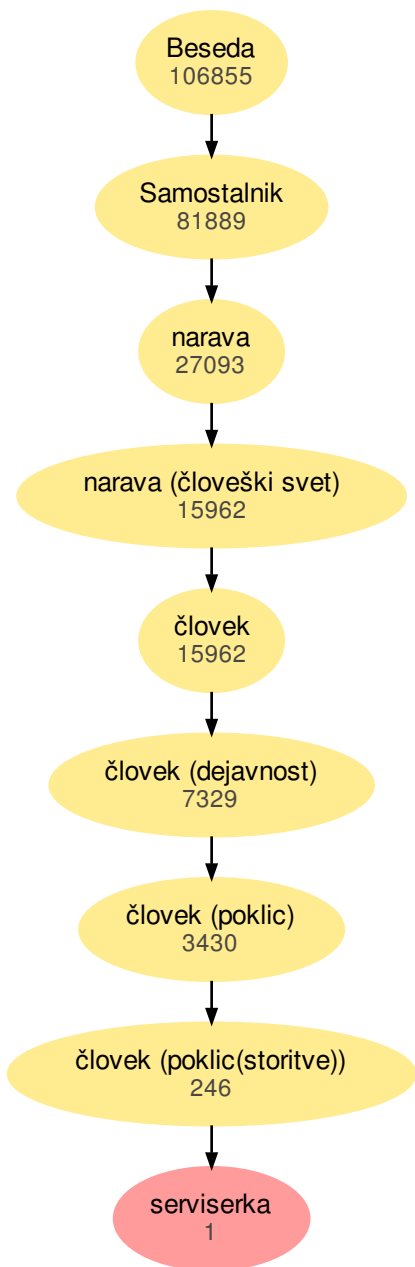 Beseda
106855
Samostalnik
81889
narava
27093
narava (človeški svet)
15962
človek
15962
človek (dejavnost)
7329
človek (poklic)
3430
človek (poklic(storitve))
246
serviserka
1